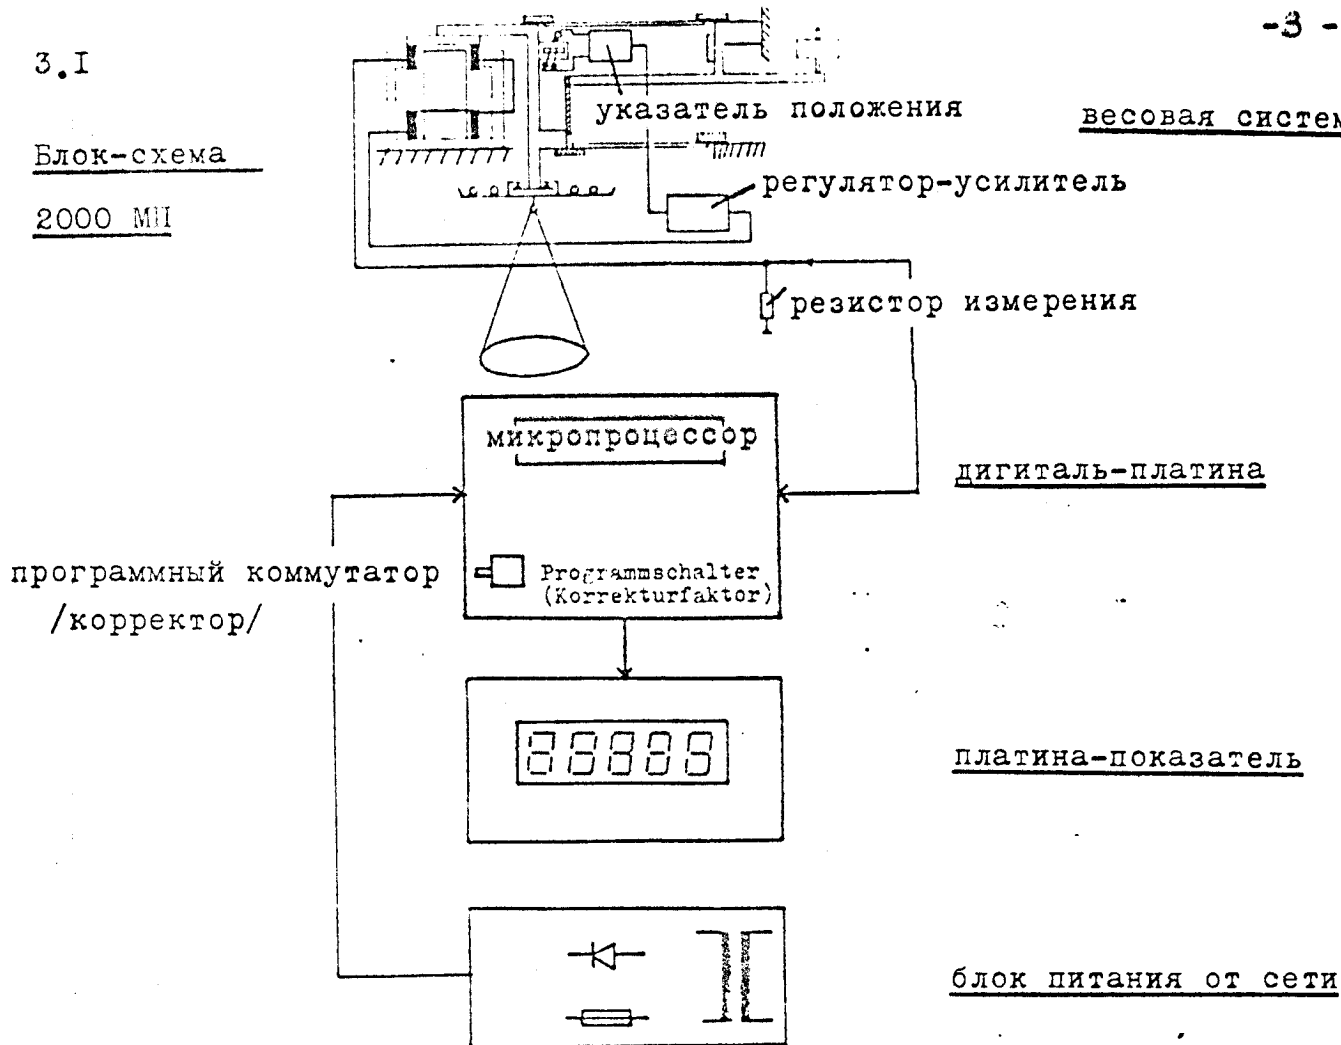 -3-
3.I
указатель положения
весовая систем
Блок-схема
2000 МП
регулятор-усилитель
резистор измерения
микропроцессор
дигиталь-платина
программный коммутатор
/корректор/
Programmschalter
(Korrekturfaktor)
платина-показатель
блок питания от сети